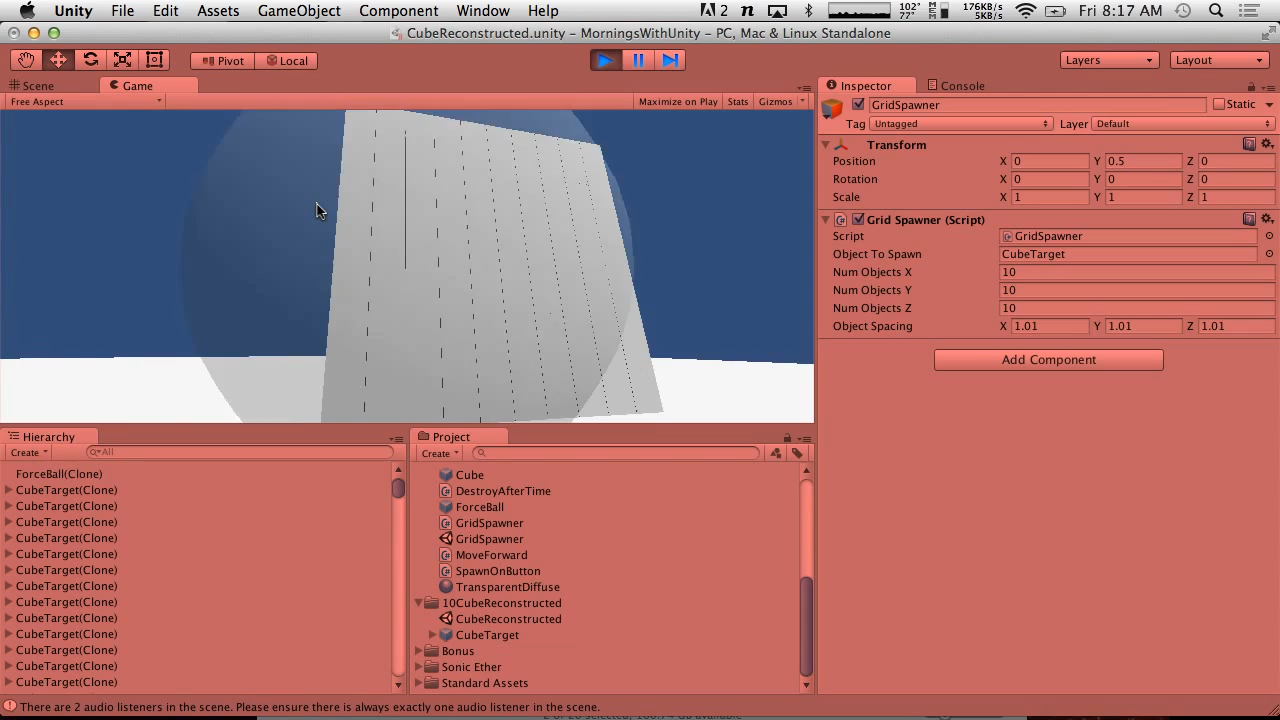 Unity File Edit Assets GameObject Component Window Help 2 n 102° 77° MEM 176KB/s 5KB/s Fri 8:17 AM
CubeReconstructed.unity – MorningsWithUnity – PC, Mac & Linux Standalone
Pivot Local Layers Layout
Scene Game
Free Aspect Maximize on Play Stats Gizmos
Inspector Console
GridSpawner Static
Tag Untagged Layer Default
Transform
Position X 0 Y 0.5 Z 0
Rotation X 0 Y 0 Z 0
Scale X 1 Y 1 Z 1
Grid Spawner (Script)
Script GridSpawner
Object To Spawn CubeTarget
Num Objects X 10
Num Objects Y 10
Num Objects Z 10
Object Spacing X 1.01 Y 1.01 Z 1.01
Add Component
Hierarchy
Create All
ForceBall(Clone)
CubeTarget(Clone)
CubeTarget(Clone)
CubeTarget(Clone)
CubeTarget(Clone)
CubeTarget(Clone)
CubeTarget(Clone)
CubeTarget(Clone)
CubeTarget(Clone)
CubeTarget(Clone)
CubeTarget(Clone)
CubeTarget(Clone)
CubeTarget(Clone)
CubeTarget(Clone)
Project
Create
Cube
DestroyAfterTime
ForceBall
GridSpawner
GridSpawner
MoveForward
SpawnOnButton
TransparentDiffuse
10CubeReconstructed
CubeReconstructed
CubeTarget
Bonus
Sonic Ether
Standard Assets
There are 2 audio listeners in the scene. Please ensure there is always exactly one audio listener in the scene.